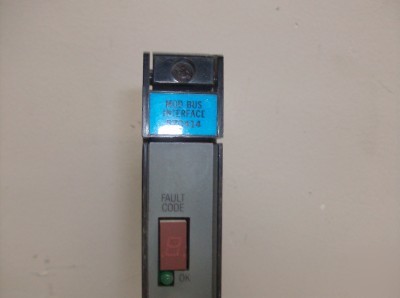 MOD BUS
INTERFACE
FAULT
CODE
OK